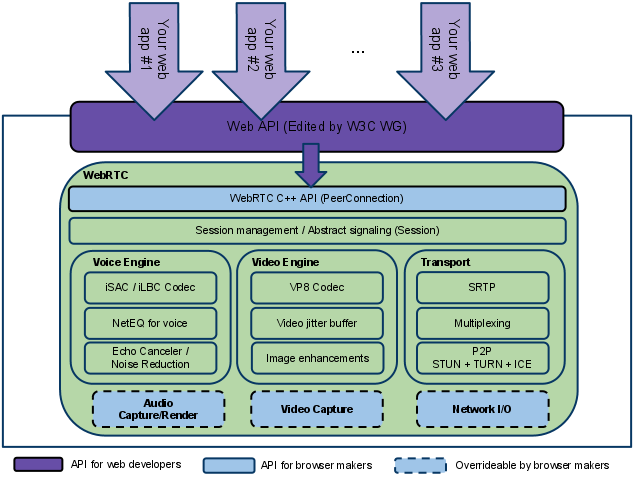 Your web
app #1
Your web
app #2
...
Your web
app #3
Web API (Edited by W3C WG)
WebRTC
WebRTC C++ API (PeerConnection)
Session management / Abstract signaling (Session)
Voice Engine
iSAC / iLBC Codec
NetEQ for voice
Echo Canceler /
Noise Reduction
Video Engine
VP8 Codec
Video jitter buffer
Image enhancements
Transport
SRTP
Multiplexing
P2P
STUN + TURN + ICE
Audio
Capture/Render
Video Capture
Network I/O
API for web developers
API for browser makers
Overrideable by browser makers